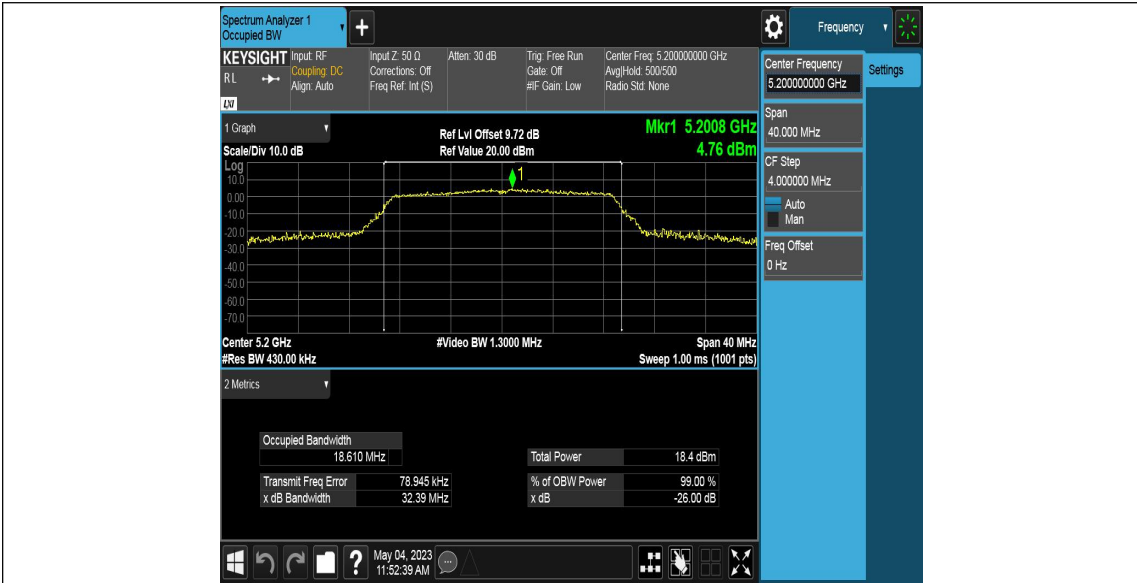 Spectrum Analyzer 1
Occupied BW
+
Frequency
KEYSIGHT
R L
LXI
Input: RF
Coupling: DC
Align: Auto
Input Z: 50 Ω
Corrections: Off
Freq Ref: Int (S)
Atten: 30 dB
Trig: Free Run
Gate: Off
#IF Gain: Low
Center Freq: 5.200000000 GHz
Avg|Hold: 500/500
Radio Std: None
Center Frequency
5.200000000 GHz
Settings
Span
40.000 MHz
CF Step
4.000000 MHz
Auto
Man
Freq Offset
0 Hz
1 Graph
Ref Lvl Offset 9.72 dB
Mkr1 5.2008 GHz
Scale/Div 10.0 dB
Ref Value 20.00 dBm
4.76 dBm
Log
1
10.0
0.00
-10.0
-20.0
-30.0
-40.0
-50.0
-60.0
-70.0
Center 5.2 GHz
#Video BW 1.3000 MHz
Span 40 MHz
#Res BW 430.00 kHz
Sweep 1.00 ms (1001 pts)
2 Metrics
Occupied Bandwidth
18.610 MHz
Total Power 18.4 dBm
Transmit Freq Error 78.945 kHz
% of OBW Power 99.00 %
x dB Bandwidth 32.39 MHz
x dB -26.00 dB
?
May 04, 2023
11:52:39 AM